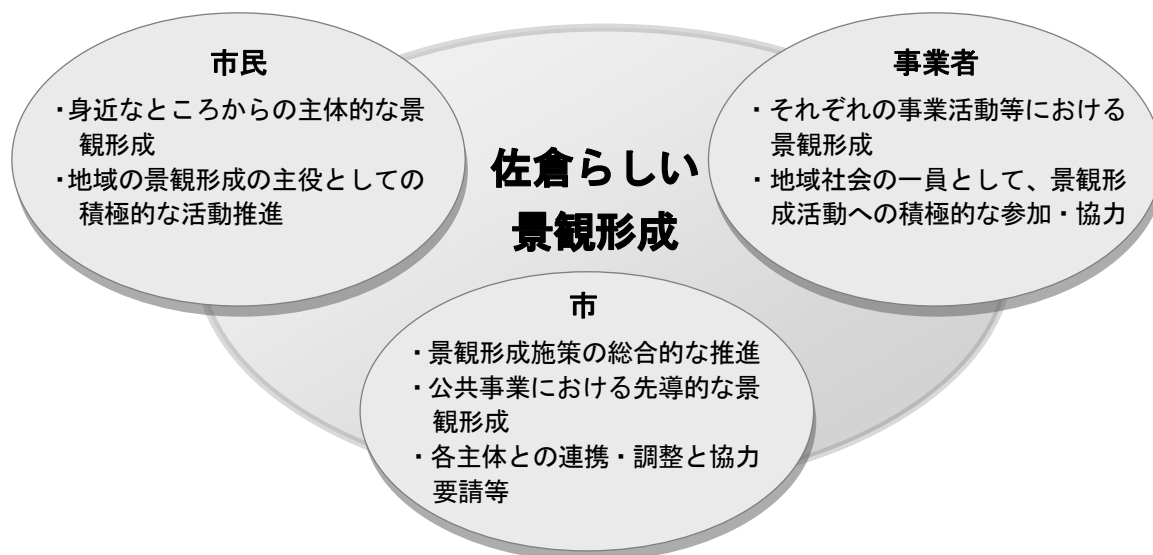 市民
・身近なところからの主体的な景
観形成
・地域の景観形成の主役としての
積極的な活動推進
事業者
・それぞれの事業活動等における
景観形成
・地域社会の一員として、景観形
成活動への積極的な参加・協力
佐倉らしい
景観形成
市
・景観形成施策の総合的な推進
・公共事業における先導的な景
観形成
・各主体との連携・調整と協力
要請等